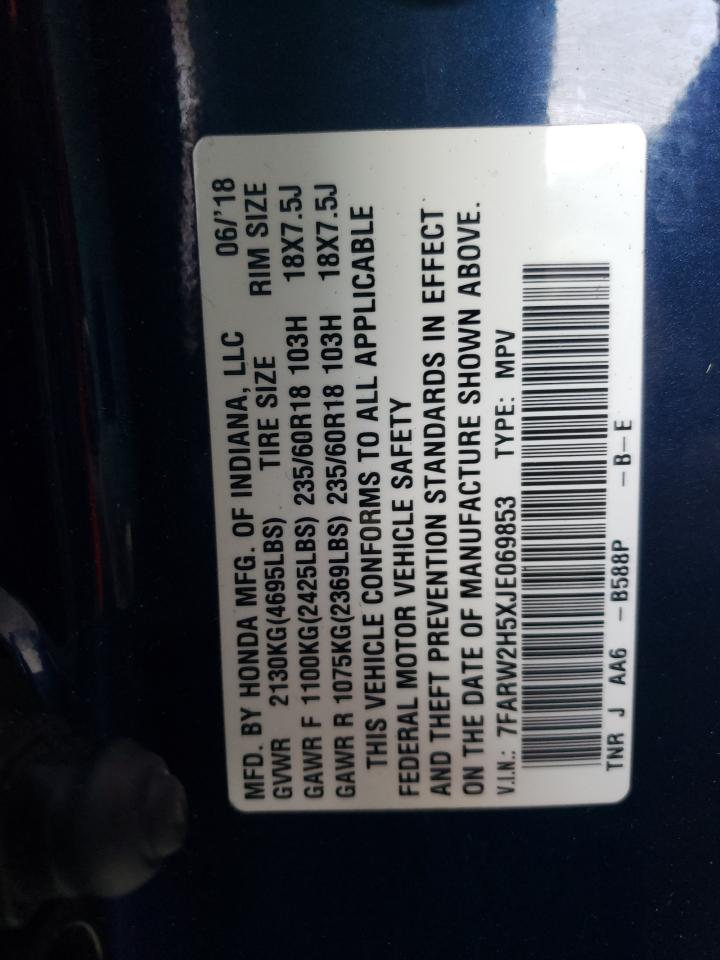 MFD. BY HONDA MFG. OF INDIANA, LLC 06/'18
GVWR 2130KG(4695LBS) TIRE SIZE RIM SIZE
GAWR F 1100KG(2425LBS) 235/60R18 103H 18X7.5J
GAWR R 1075KG(2369LBS) 235/60R18 103H 18X7.5J
THIS VEHICLE CONFORMS TO ALL APPLICABLE
FEDERAL MOTOR VEHICLE SAFETY
AND THEFT PREVENTION STANDARDS IN EFFECT
ON THE DATE OF MANUFACTURE SHOWN ABOVE.
V.I.N.: 7FARW2H5XJE069853 TYPE: MPV
TNR J AA6 –B588P –B–E